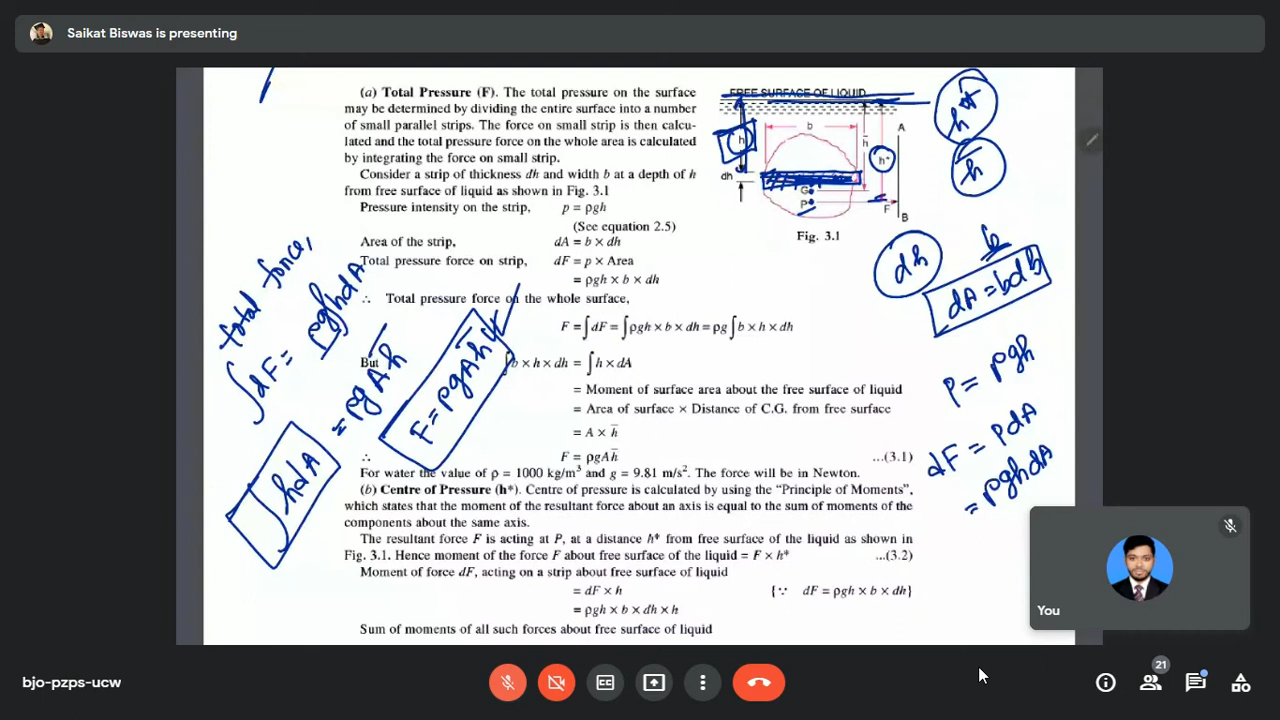 Saikat Biswas is presenting
(a) Total Pressure (F). The total pressure on the surface
may be determined by dividing the entire surface into a number
of small parallel strips. The force on small strip is then calcu-
lated and the total pressure force on the whole area is calculated
by integrating the force on small strip.
Consider a strip of thickness dh and width b at a depth of h
from free surface of liquid as shown in Fig. 3.1
Pressure intensity on the strip, p = ρgh
(See equation 2.5)
Area of the strip, dA = b × dh
Total pressure force on strip, dF = p × Area
= ρgh × b × dh
∴ Total pressure force on the whole surface,
F = ∫dF = ∫ρgh × b × dh = ρg∫b × h × dh
But ∫b × h × dh = ∫h × dA
= Moment of surface area about the free surface of liquid
= Area of surface × Distance of C.G. from free surface
= A × h̄
∴ F = ρgAh̄ ...(3.1)
For water the value of ρ = 1000 kg/m³ and g = 9.81 m/s². The force will be in Newton.
(b) Centre of Pressure (h*). Centre of pressure is calculated by using the “Principle of Moments”,
which states that the moment of the resultant force about an axis is equal to the sum of moments of the
components about the same axis.
The resultant force F is acting at P, at a distance h* from free surface of the liquid as shown in
Fig. 3.1. Hence moment of the force F about free surface of the liquid = F × h* ...(3.2)
Moment of force dF, acting on a strip about free surface of liquid
= dF × h {∵ dF = ρgh × b × dh}
= ρgh × b × dh × h
Sum of moments of all such forces about free surface of liquid
FREE SURFACE OF LIQUID
b
A
h
h̄
h*
dh
G
P
F
B
Fig. 3.1
h*
h̄
dh
b
dA = bdh
P = ρgh
dF = PdA
= ρghdA
total force,
∫dF = ρghdA
= ρgAh̄
F = ρgAh̄
∫hdA
You
bjo-pzps-ucw
CC
21